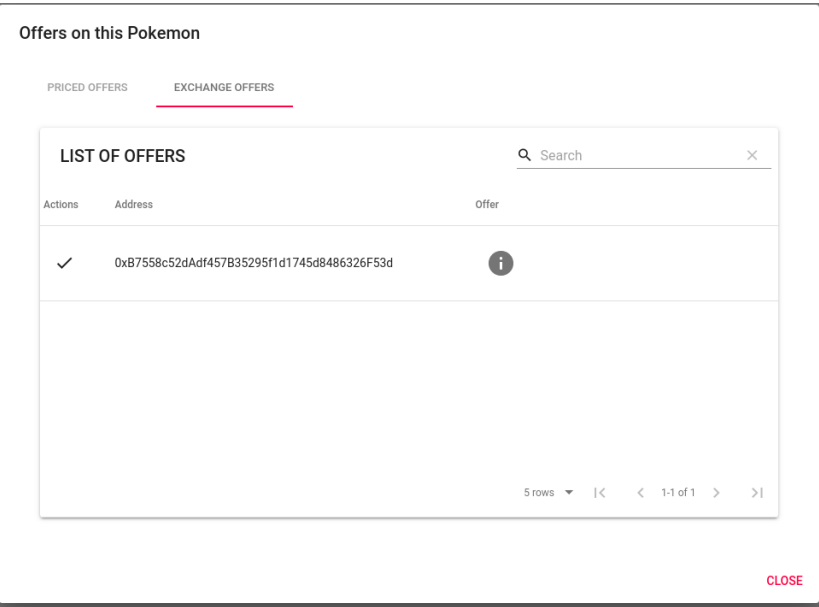 Offers on this Pokemon
PRICED OFFERS EXCHANGE OFFERS
LIST OF OFFERS Search
Actions Address Offer
0xB7558c52dAdf457B35295f1d1745d8486326F53d
5 rows 1-1 of 1
CLOSE